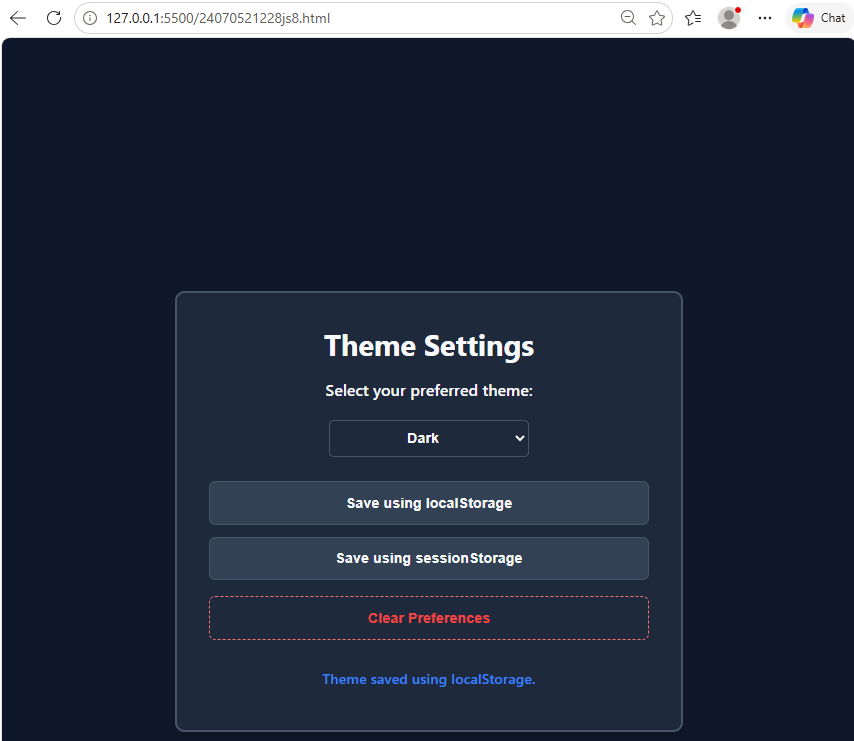 127.0.0.1:5500/24070521228js8.html
Chat
Theme Settings
Select your preferred theme:
Dark
Save using localStorage
Save using sessionStorage
Clear Preferences
Theme saved using localStorage.